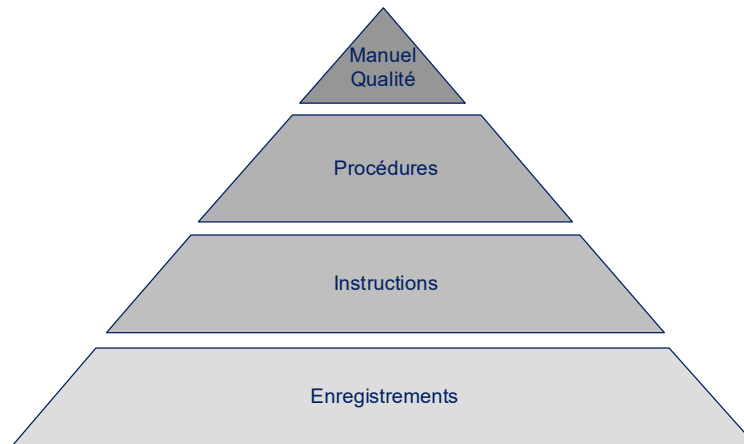 Manuel
Qualité
Procédures
Instructions
Enregistrements